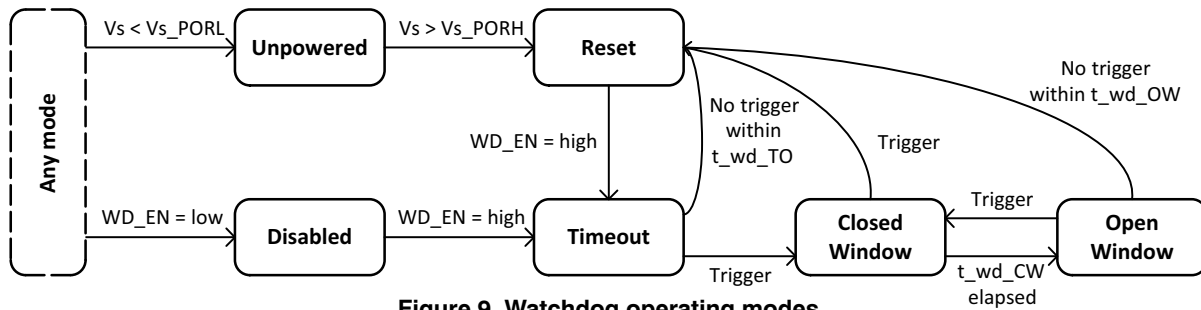 Any mode
Vs < Vs_PORL
Unpowered
Vs > Vs_PORH
Reset
No trigger
within t_wd_OW
No trigger
within
t_wd_TO
WD_EN = high
Trigger
WD_EN = low
Disabled
WD_EN = high
Timeout
Trigger
Closed
Window
Trigger
t_wd_CW
elapsed
Open
Window
Figure 9. Watchdog operating modes